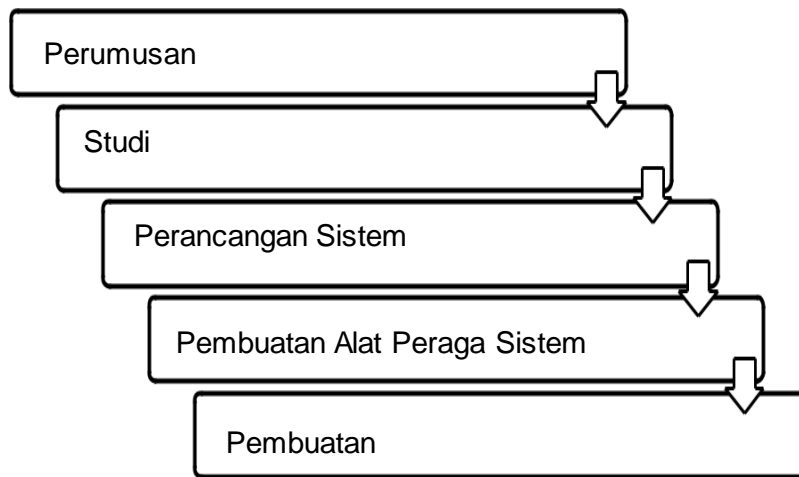 Perumusan
Studi
Perancangan Sistem
Pembuatan Alat Peraga Sistem
Pembuatan